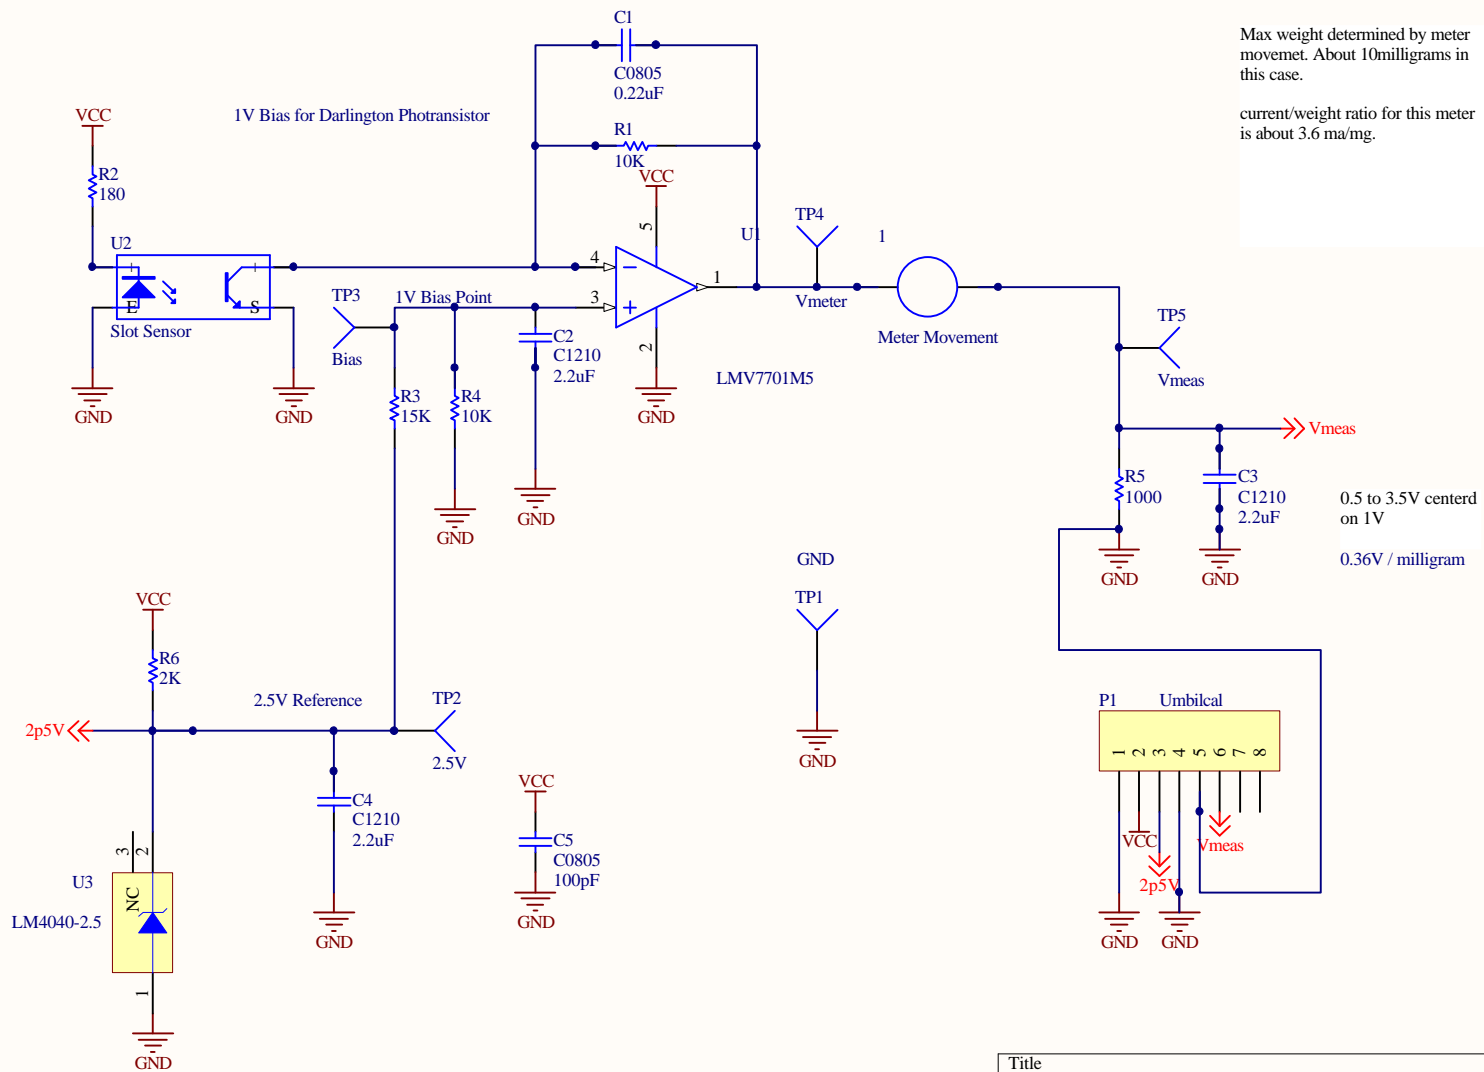 C1
C0805
0.22uF
Max weight determined by meter
movemet. About 10milligrams in
this case.
current/weight ratio for this meter
is about 3.6 ma/mg.
1V Bias for Darlington Photransistor
VCC
R1
10K
R2
180
VCC
5
U1
TP4
1
U2
4
1
E
S
Slot Sensor
TP3
1V Bias Point
3
Vmeter
Bias
C2
C1210
2.2uF
2
LMV7701M5
Meter Movement
TP5
Vmeas
GND
GND
R3
15K
R4
10K
GND
Vmeas
GND
GND
R5
1000
C3
C1210
2.2uF
0.5 to 3.5V centerd
on 1V
0.36V / milligram
GND
GND
GND
TP1
GND
VCC
R6
2K
2.5V Reference
TP2
2p5V
2.5V
C4
C1210
2.2uF
GND
VCC
C5
C0805
100pF
GND
P1
Umbilcal
1
2
3
4
5
6
7
8
VCC
Vmeas
2p5V
GND
GND
3
2
U3
NC
LM4040-2.5
1
GND
Title